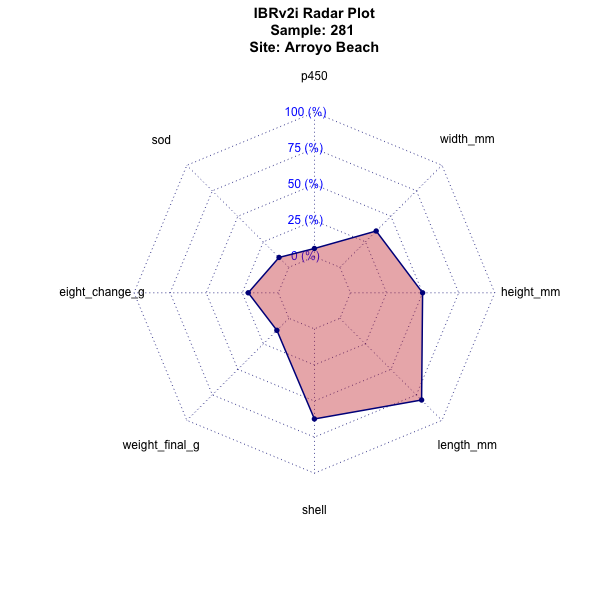 IBRv2i Radar Plot
Sample: 281
Site: Arroyo Beach
p450
100 (%)
sod
width_mm
75 (%)
50 (%)
25 (%)
0 (%)
eight_change_g
height_mm
weight_final_g
length_mm
shell